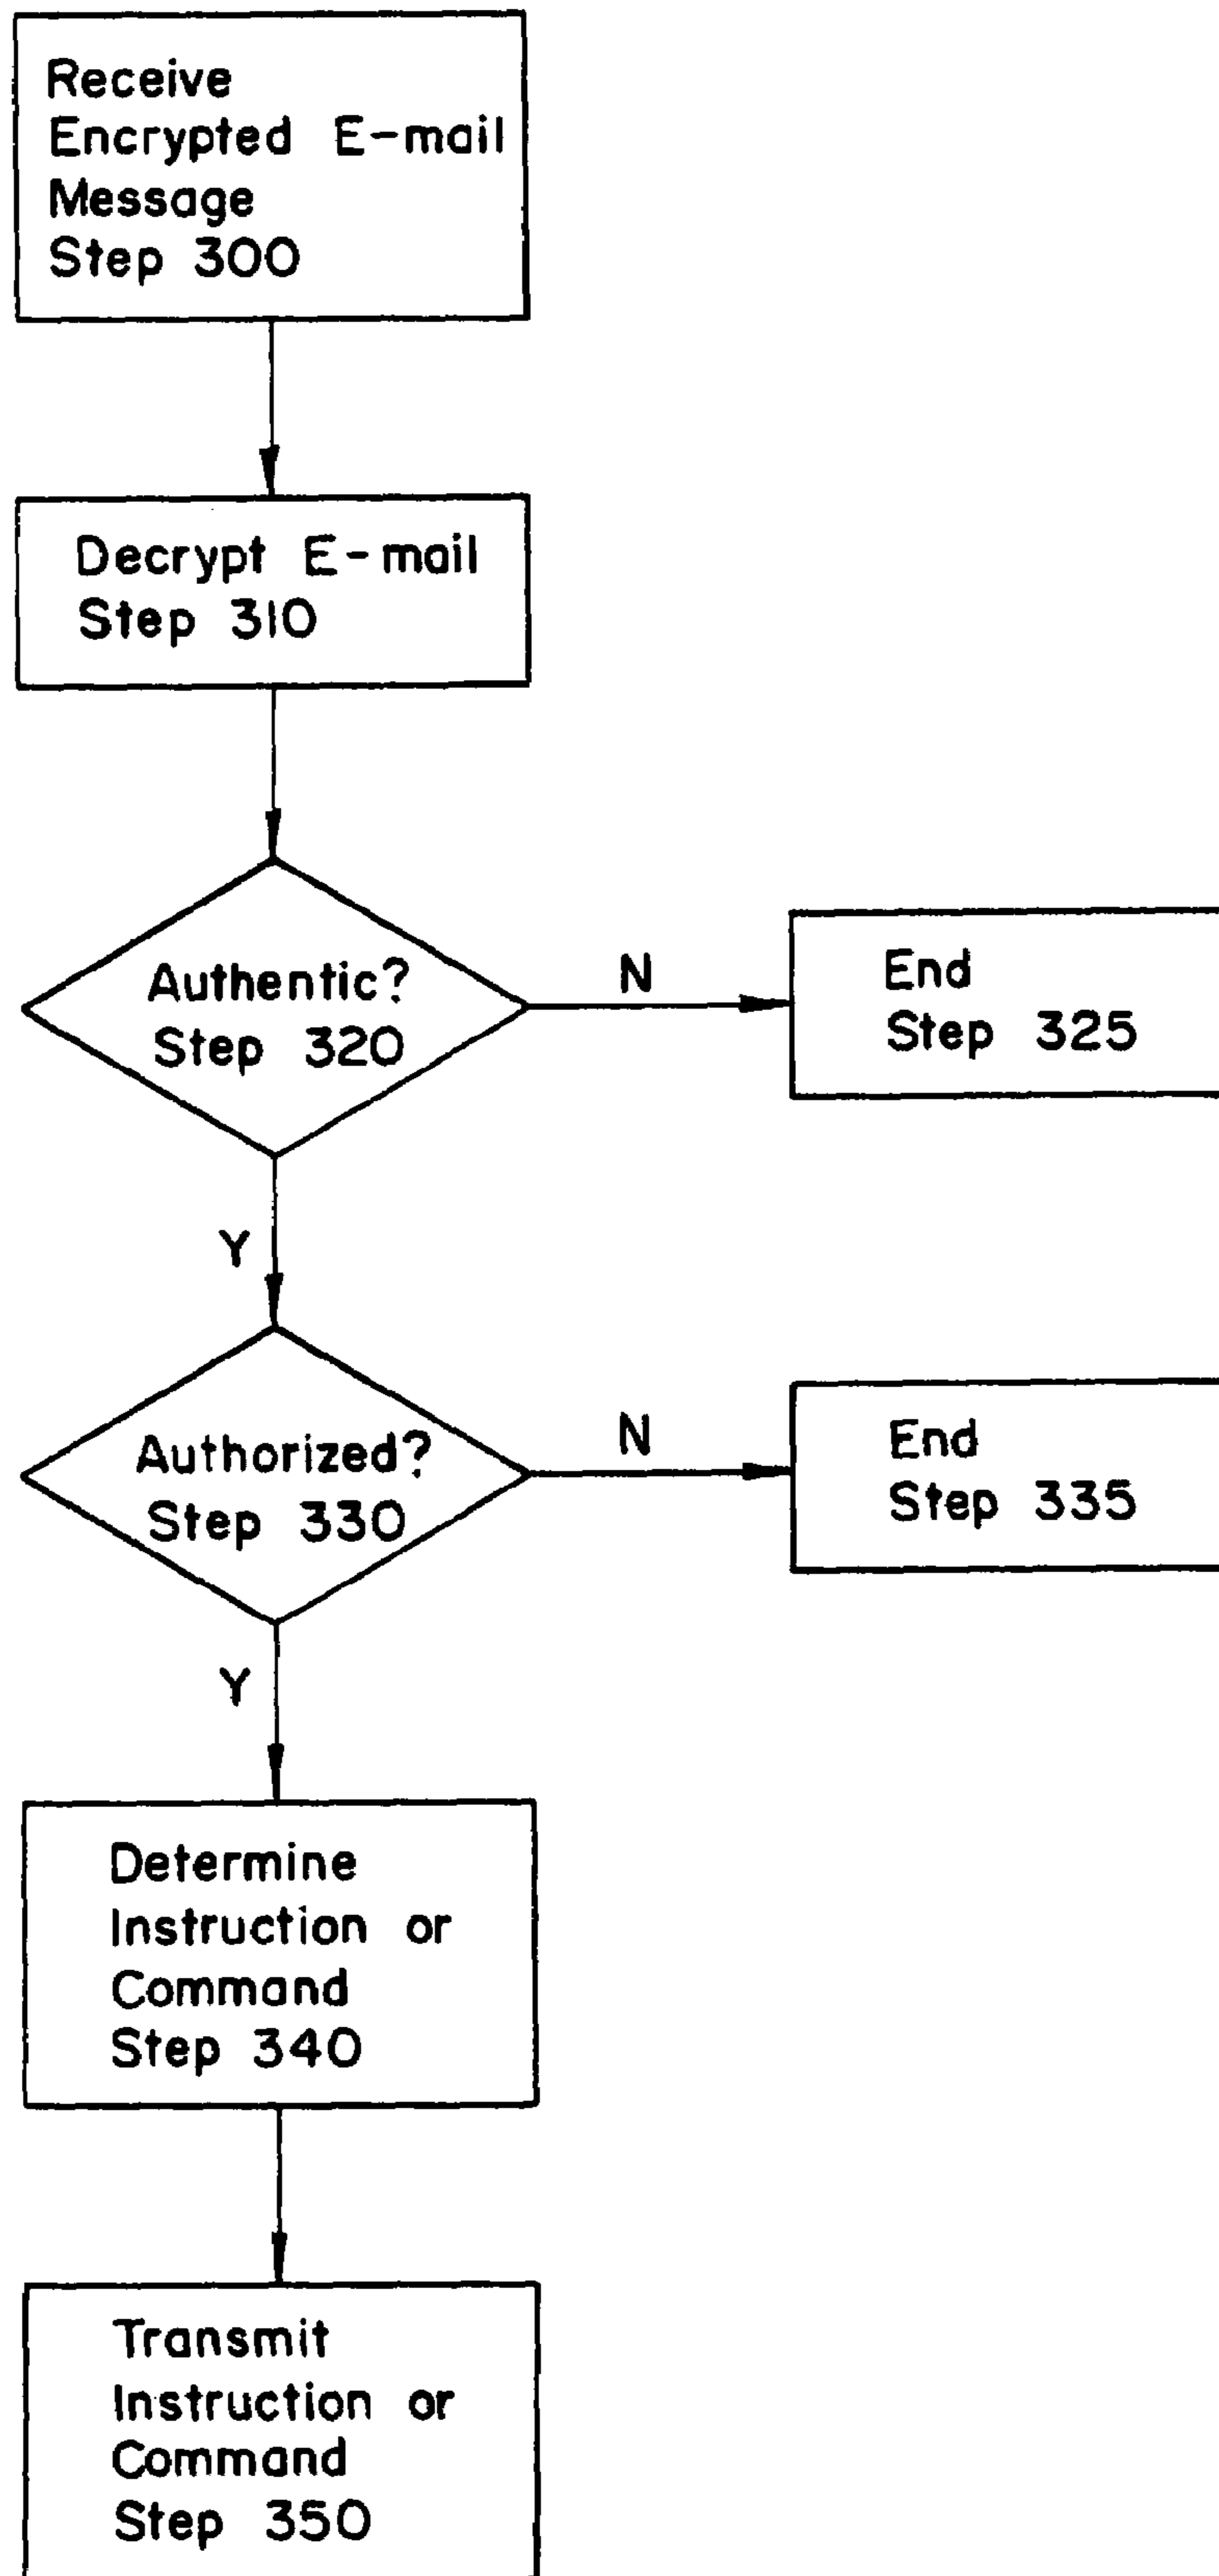 Receive
Encrypted E-mail
Message
Step 300
Decrypt E-mail
Step 310
Authentic?
Step 320
N
End
Step 325
Y
Authorized?
Step 330
N
End
Step 335
Y
Determine
Instruction or
Command
Step 340
Transmit
Instruction or
Command
Step 350